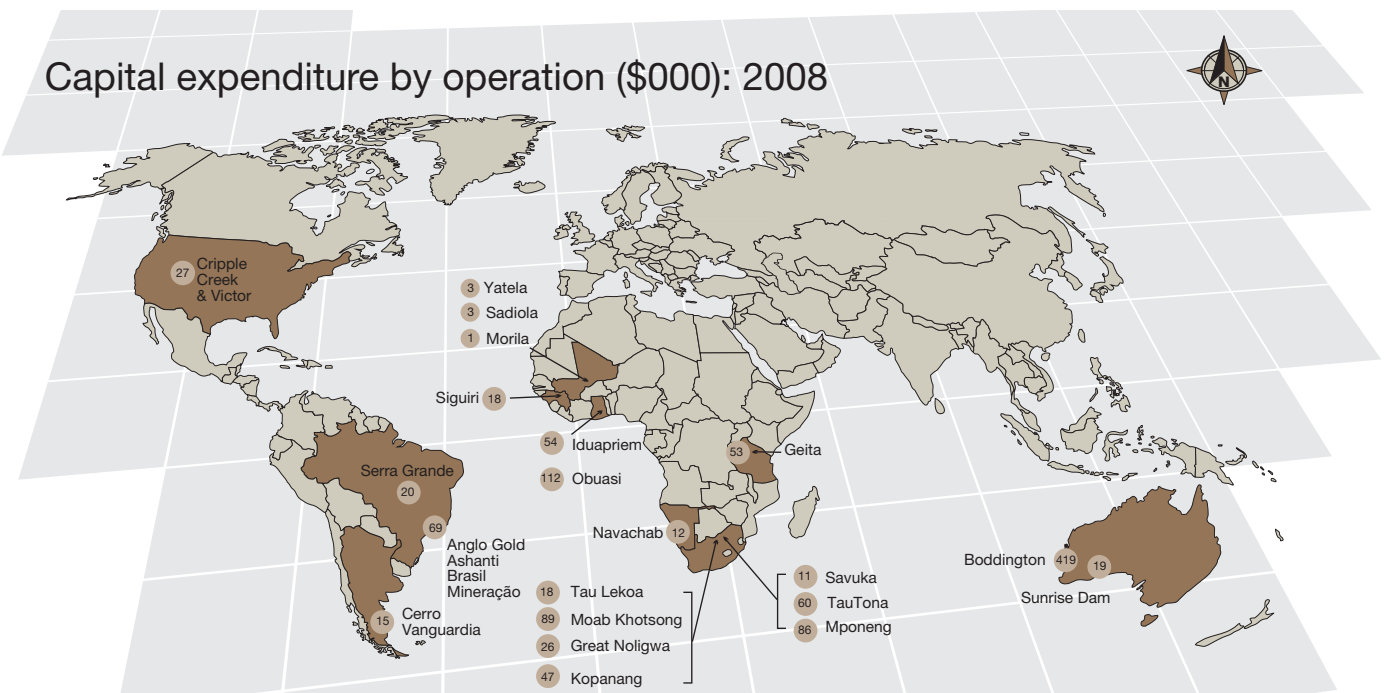 Capital expenditure by operation ($000): 2008
N
27 Cripple
Creek
& Victor
3 Yatela
3 Sadiola
1 Morila
Siguiri 18
54 Iduapriem
112 Obuasi
53 Geita
Serra Grande
20
69
Anglo Gold
Ashanti
Brasil
Mineração
15 Cerro
Vanguardia
Navachab 12
18 Tau Lekoa
89 Moab Khotsong
26 Great Noligwa
47 Kopanang
11 Savuka
60 TauTona
86 Mponeng
Boddington 419
19
Sunrise Dam